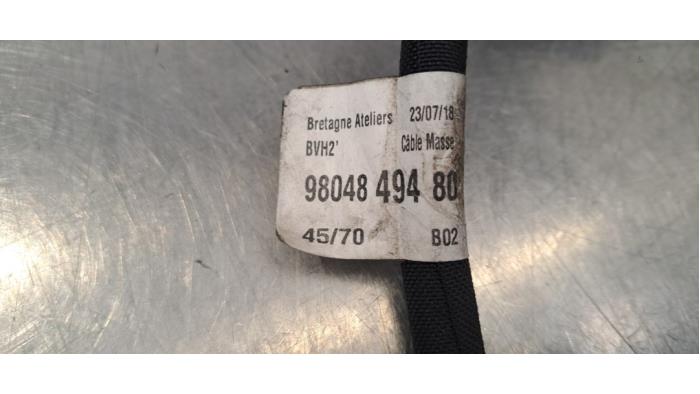 Bretagne Ateliers 23/07/18
BVH2' Câble Masse
98048 494 80
45/70 B02